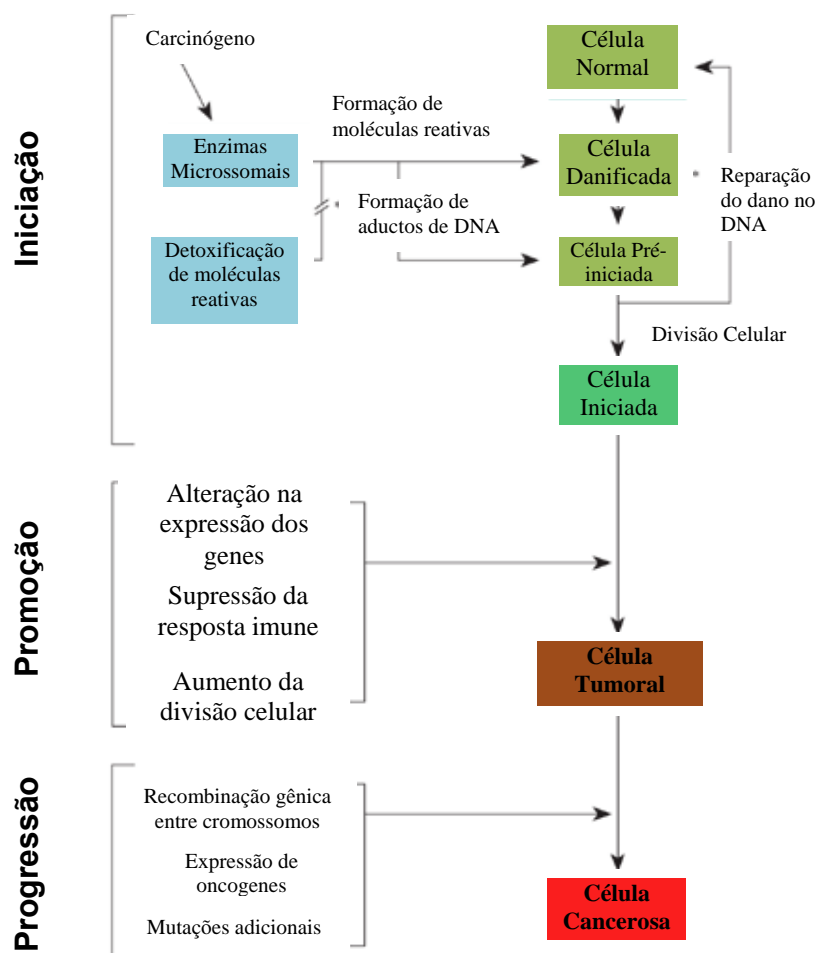 Iniciação
Carcinógeno
Enzimas
Microssomais
Detoxificação
de moléculas
reativas
Formação de
moléculas reativas
Formação de
aductos de DNA
Célula
Normal
Célula
Danificada
Célula Pré-
iniciada
Reparação
do dano no
DNA
Divisão Celular
Célula
Iniciada
Promoção
Alteração na
expressão dos
genes
Supressão da
resposta imune
Aumento da
divisão celular
Célula
Tumoral
Progressão
Recombinação gênica
entre cromossomos
Expressão de
oncogenes
Mutações adicionais
Célula
Cancerosa